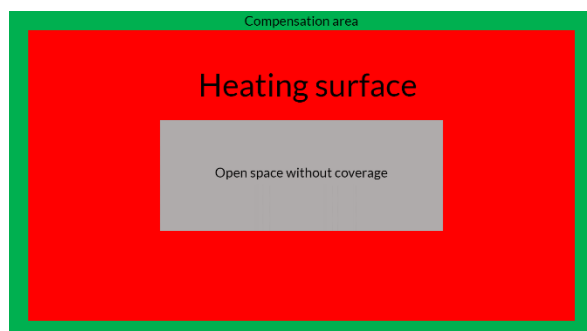 Compensation area
Heating surface
Open space without coverage